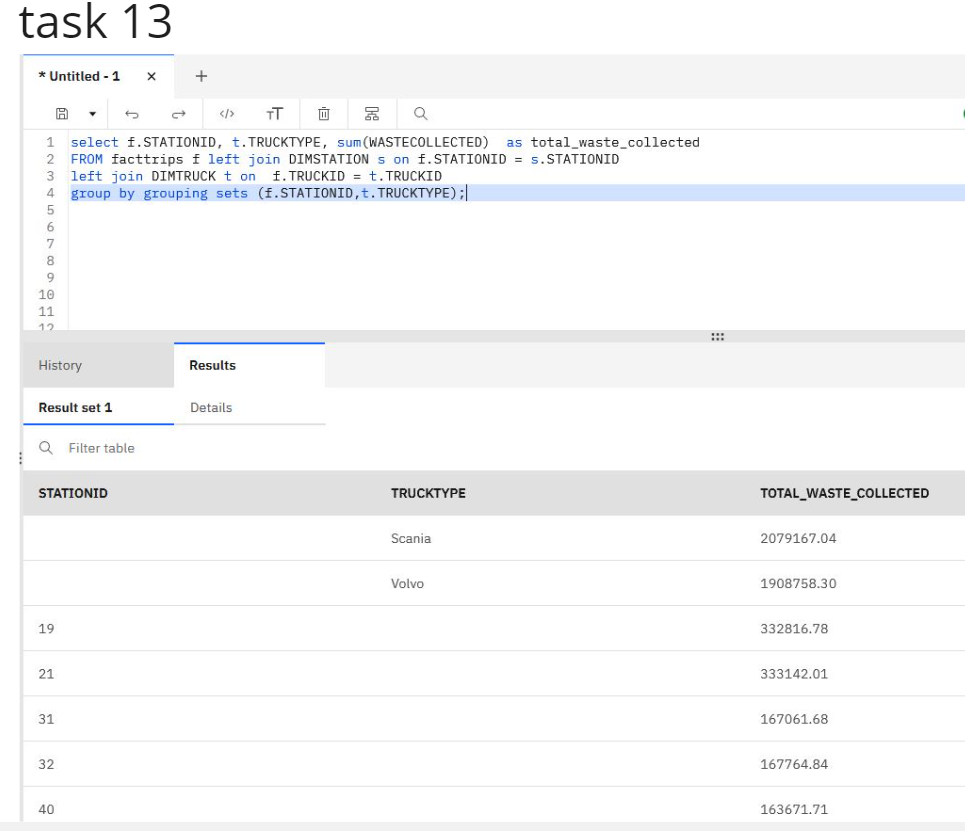 task 13
* Untitled - 1 × +
</> TT
1 select f.STATIONID, t.TRUCKTYPE, sum(WASTECOLLECTED)  as total_waste_collected
2 FROM facttrips f left join DIMSTATION s on f.STATIONID = s.STATIONID
3 left join DIMTRUCK t on  f.TRUCKID = t.TRUCKID
4 group by grouping sets (f.STATIONID,t.TRUCKTYPE);
5
6
7
8
9
10
11
12
History Results
Result set 1 Details
Filter table
STATIONID TRUCKTYPE TOTAL_WASTE_COLLECTED
Scania 2079167.04
Volvo 1908758.30
19 332816.78
21 333142.01
31 167061.68
32 167764.84
40 163671.71